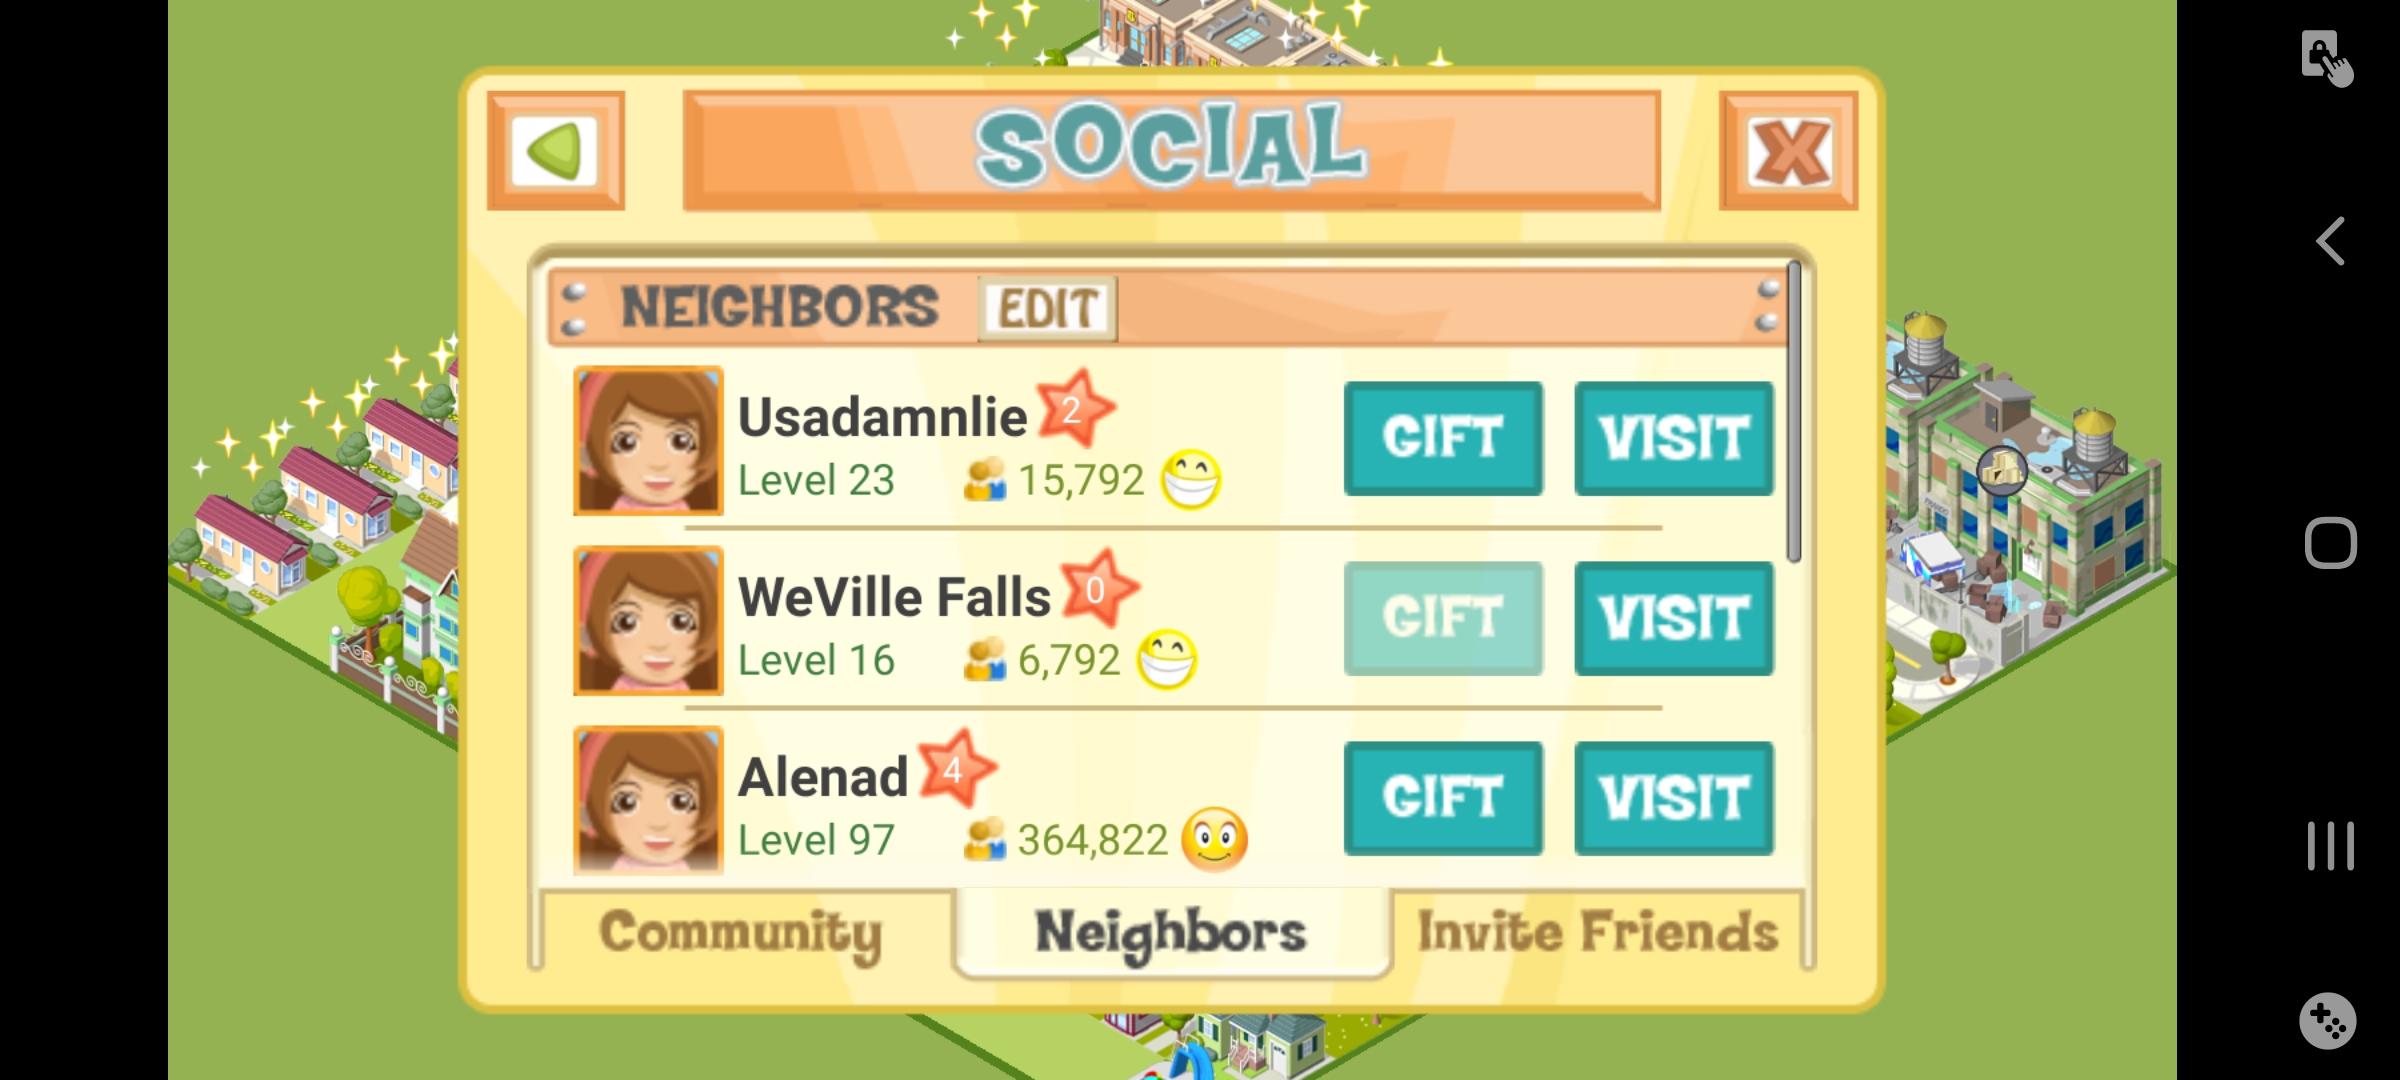 SOCIAL
NEIGHBORS EDIT
Usadamnlie 2
Level 23 15,792 GIFT VISIT
WeVille Falls 0
Level 16 6,792 GIFT VISIT
Alenad 4
Level 97 364,822 GIFT VISIT
Community Neighbors Invite Friends